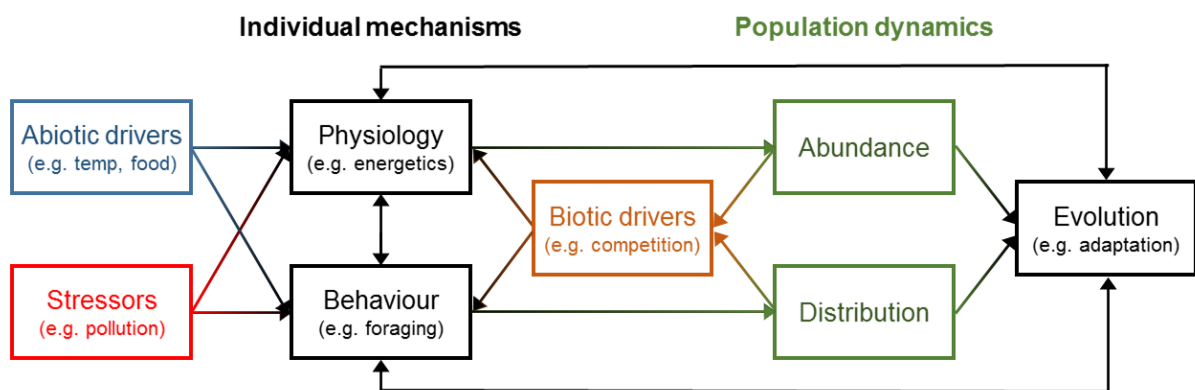 Individual mechanisms
Population dynamics
Abiotic drivers
(e.g. temp, food)
Physiology
(e.g. energetics)
Abundance
Biotic drivers
(e.g. competition)
Evolution
(e.g. adaptation)
Stressors
(e.g. pollution)
Behaviour
(e.g. foraging)
Distribution